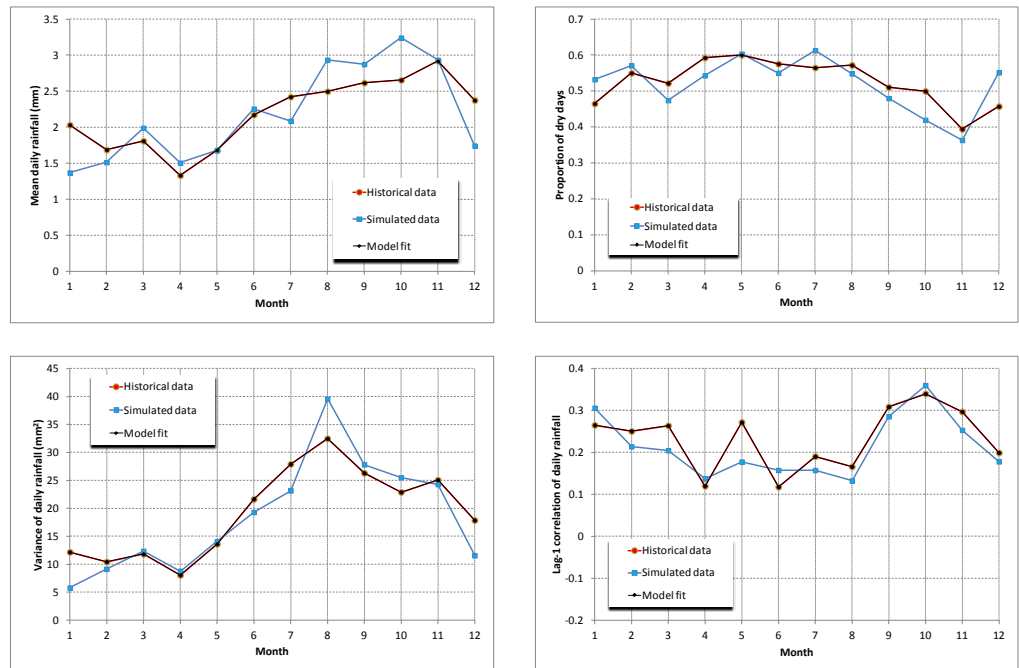 Mean daily rainfall (mm)
3.5
3
2.5
2
1.5
1
0.5
0
Historical data
Simulated data
Model fit
1 2 3 4 5 6 7 8 9 10 11 12
Month
Proportion of dry days
0.7
0.6
0.5
0.4
0.3
0.2
0.1
0
Historical data
Simulated data
Model fit
1 2 3 4 5 6 7 8 9 10 11 12
Month
Variance of daily rainfall (mm²)
45
40
35
30
25
20
15
10
5
0
Historical data
Simulated data
Model fit
1 2 3 4 5 6 7 8 9 10 11 12
Month
Lag-1 correlation of daily rainfall
0.4
0.3
0.2
0.1
0
-0.1
-0.2
Historical data
Simulated data
Model fit
1 2 3 4 5 6 7 8 9 10 11 12
Month